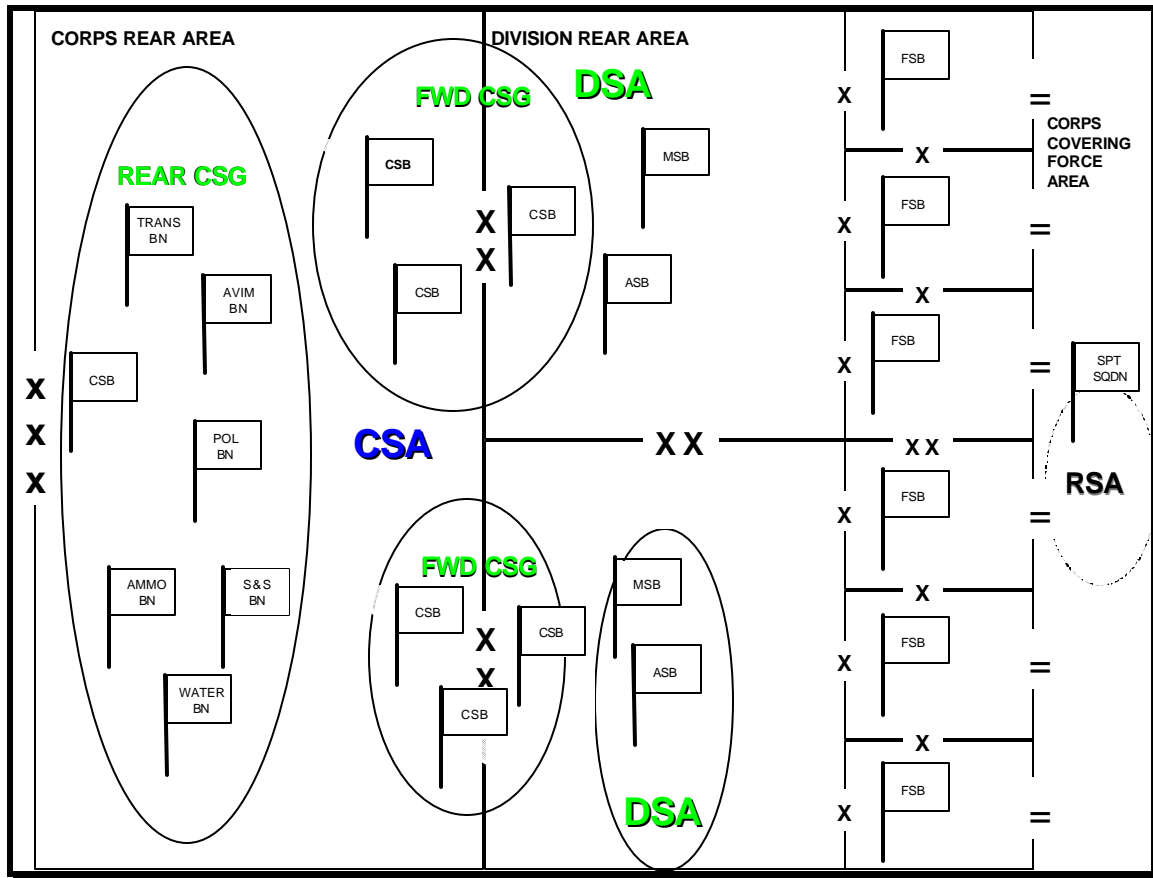 CORPS REAR AREA
DIVISION REAR AREA
FWD CSG
DSA
REAR CSG
TRANS
BN
AVIM
BN
CSB
POL
BN
AMMO
BN
S&S
BN
WATER
BN
X
X
X
CSB
CSB
CSB
X
X
MSB
ASB
CSA
X X
X X
FWD CSG
CSB
CSB
CSB
X
X
MSB
ASB
DSA
FSB
X
=
X
FSB
X
=
X
FSB
X
=
FSB
X
=
X
FSB
X
=
X
FSB
X
=
CORPS
COVERING
FORCE
AREA
SPT
SQDN
RSA